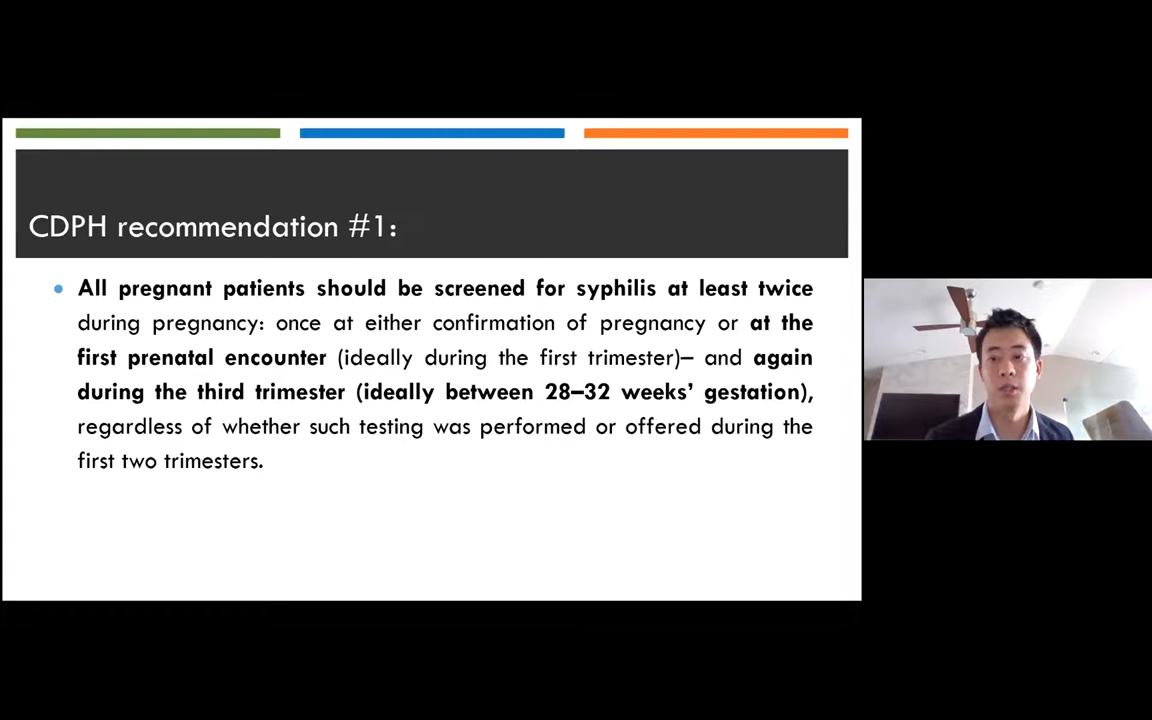 CDPH recommendation #1:
• All pregnant patients should be screened for syphilis at least twice
during pregnancy: once at either confirmation of pregnancy or at the
first prenatal encounter (ideally during the first trimester)– and again
during the third trimester (ideally between 28–32 weeks’ gestation),
regardless of whether such testing was performed or offered during the
first two trimesters.